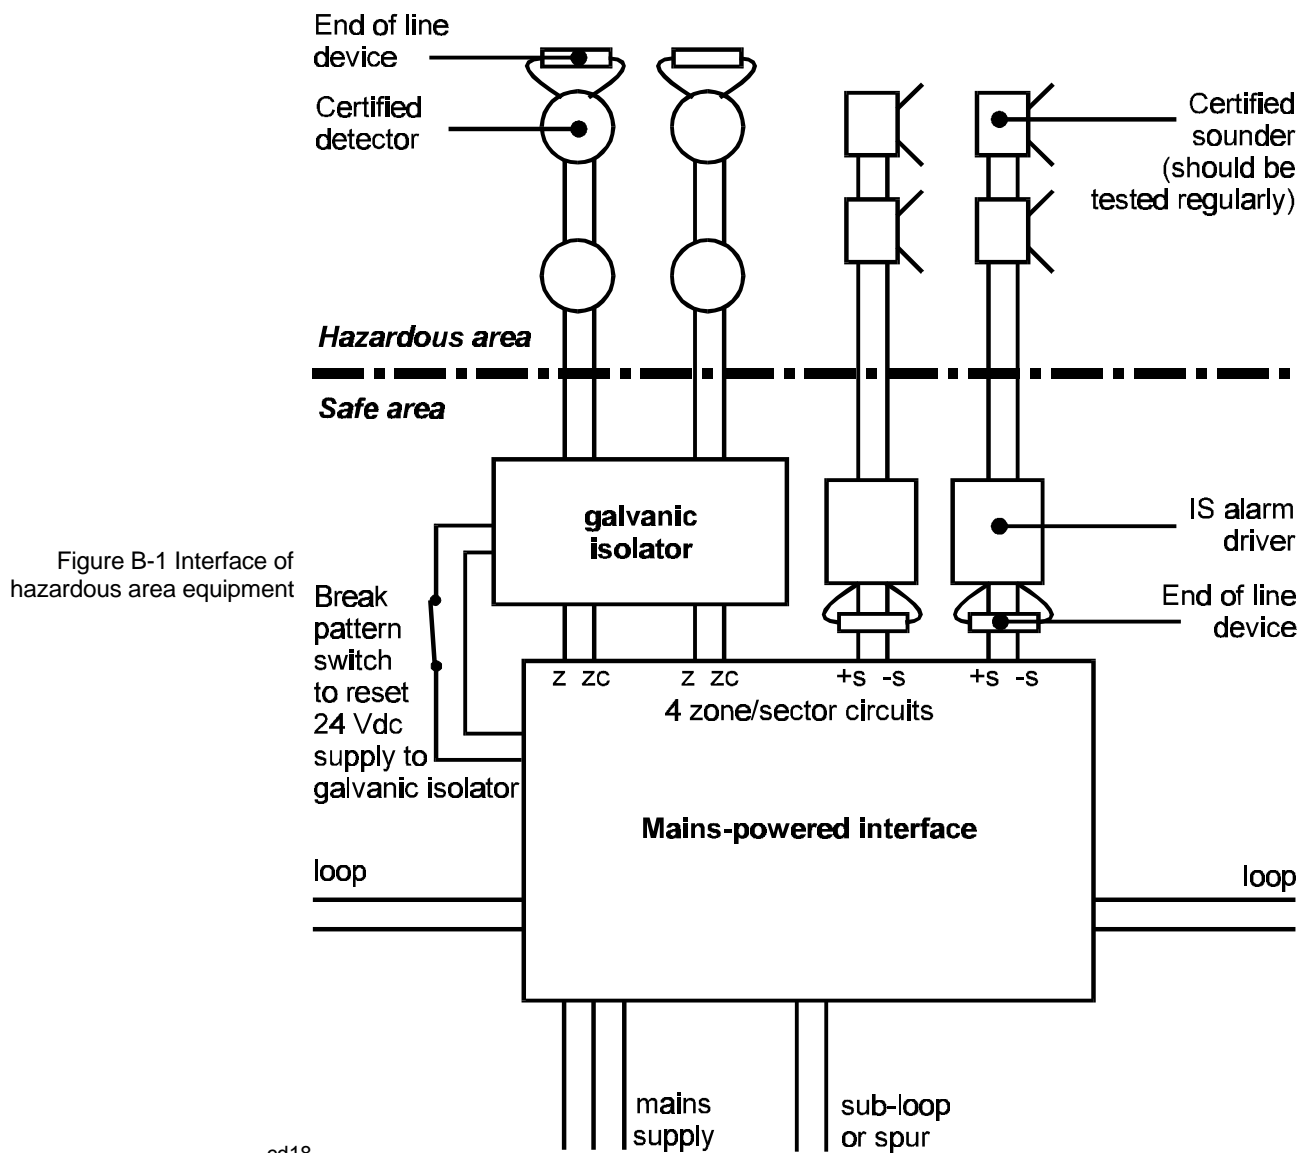 End of line
device
Certified
detector
Certified
sounder
(should be
tested regularly)
Hazardous area
Safe area
galvanic
isolator
IS alarm
driver
End of line
device
Figure B-1 Interface of
hazardous area equipment
Break
pattern
switch
to reset
24 Vdc
supply to
galvanic isolator
z zc z zc +s -s +s -s
4 zone/sector circuits
Mains-powered interface
loop
loop
mains
supply
sub-loop
or spur